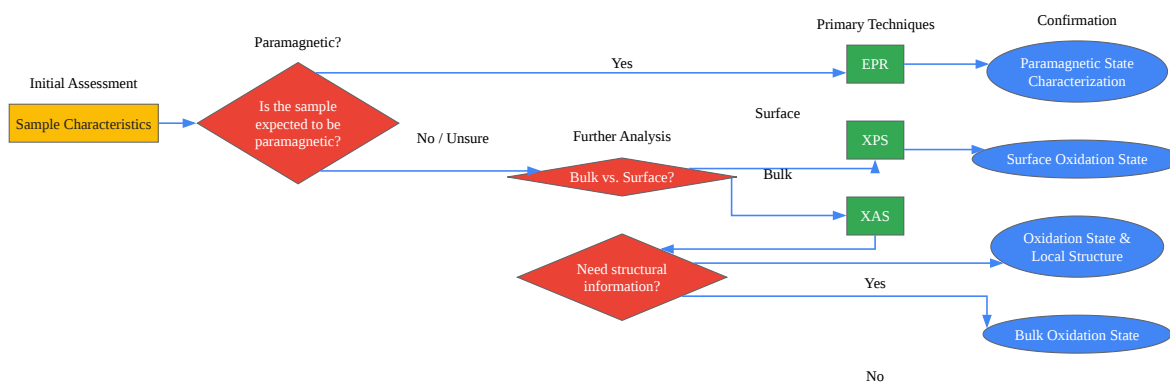 Initial Assessment
Sample Characteristics
Paramagnetic?
Is the sample
expected to be
paramagnetic?
Yes
No / Unsure
Further Analysis
Bulk vs. Surface?
Surface
Bulk
Primary Techniques
EPR
XPS
XAS
Need structural
information?
Yes
No
Confirmation
Paramagnetic State
Characterization
Surface Oxidation State
Oxidation State &
Local Structure
Bulk Oxidation State